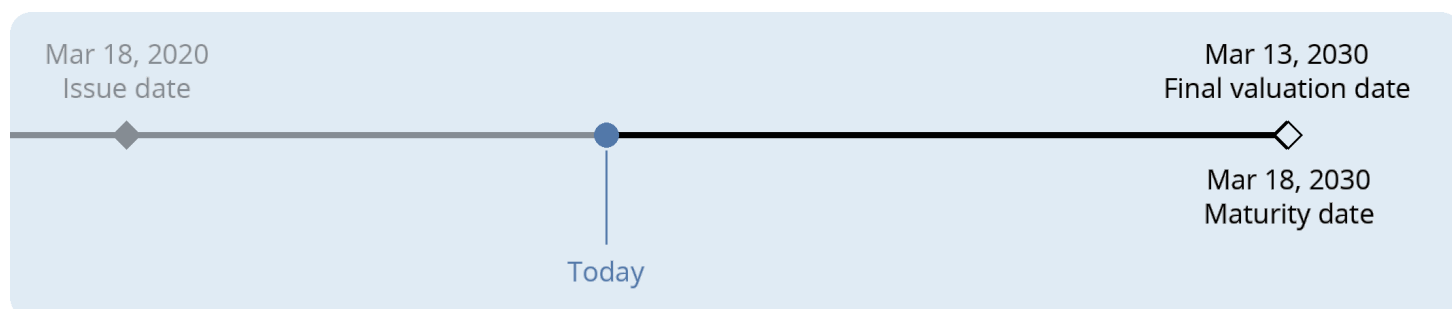 Mar 18, 2020
Issue date
Mar 13, 2030
Final valuation date
Mar 18, 2030
Maturity date
Today